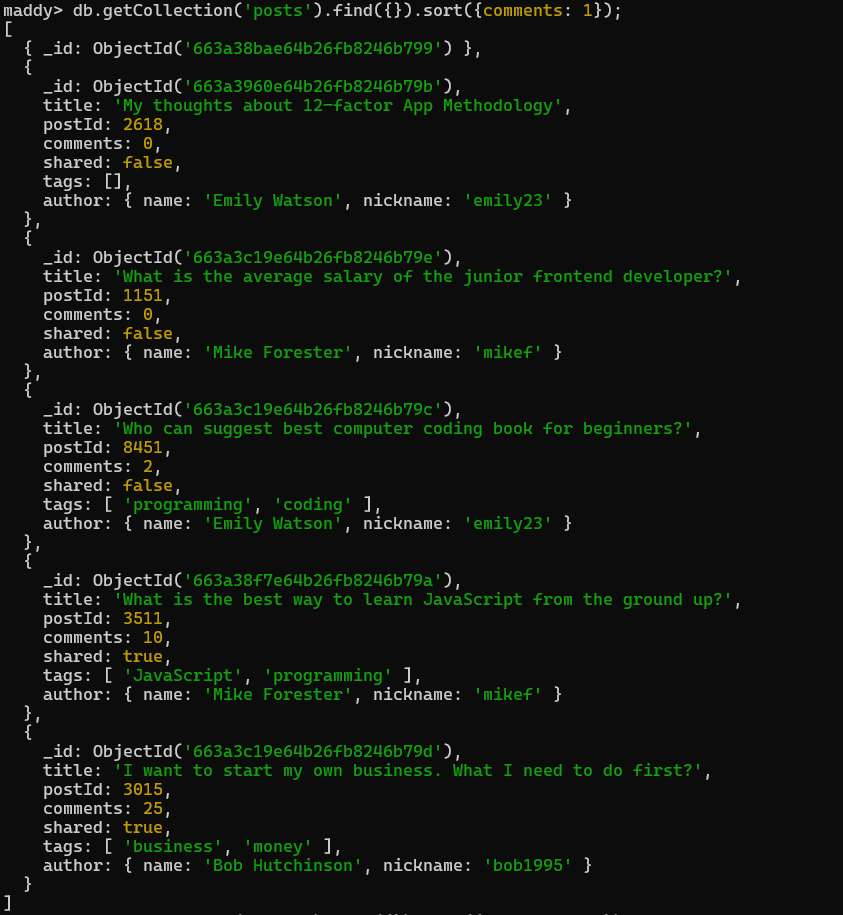 maddy> db.getCollection('posts').find({}).sort({comments: 1});
[
  { _id: ObjectId('663a38bae64b26fb8246b799') },
  {
    _id: ObjectId('663a3960e64b26fb8246b79b'),
    title: 'My thoughts about 12-factor App Methodology',
    postId: 2618,
    comments: 0,
    shared: false,
    tags: [],
    author: { name: 'Emily Watson', nickname: 'emily23' }
  },
  {
    _id: ObjectId('663a3c19e64b26fb8246b79e'),
    title: 'What is the average salary of the junior frontend developer?',
    postId: 1151,
    comments: 0,
    shared: false,
    author: { name: 'Mike Forester', nickname: 'mikef' }
  },
  {
    _id: ObjectId('663a3c19e64b26fb8246b79c'),
    title: 'Who can suggest best computer coding book for beginners?',
    postId: 8451,
    comments: 2,
    shared: false,
    tags: [ 'programming', 'coding' ],
    author: { name: 'Emily Watson', nickname: 'emily23' }
  },
  {
    _id: ObjectId('663a38f7e64b26fb8246b79a'),
    title: 'What is the best way to learn JavaScript from the ground up?',
    postId: 3511,
    comments: 10,
    shared: true,
    tags: [ 'JavaScript', 'programming' ],
    author: { name: 'Mike Forester', nickname: 'mikef' }
  },
  {
    _id: ObjectId('663a3c19e64b26fb8246b79d'),
    title: 'I want to start my own business. What I need to do first?',
    postId: 3015,
    comments: 25,
    shared: true,
    tags: [ 'business', 'money' ],
    author: { name: 'Bob Hutchinson', nickname: 'bob1995' }
  }
]